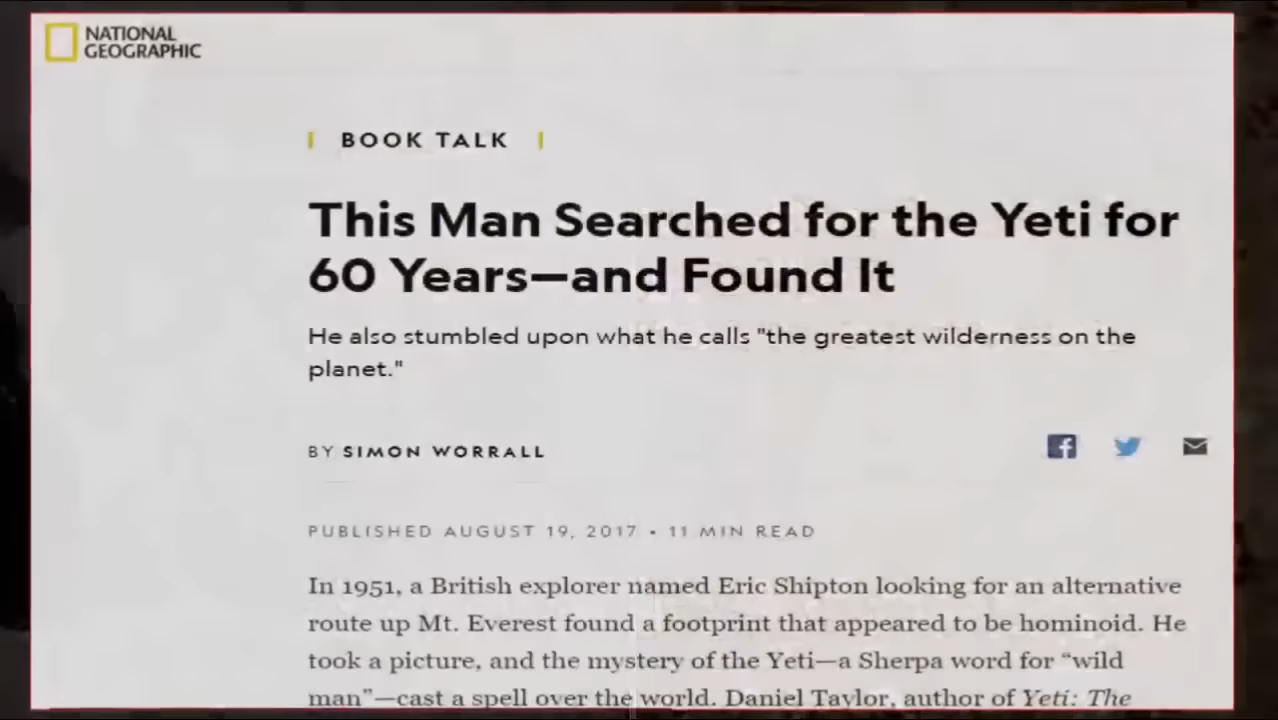 NATIONAL
GEOGRAPHIC
BOOK TALK
This Man Searched for the Yeti for
60 Years—and Found It
He also stumbled upon what he calls "the greatest wilderness on the
planet."
BY SIMON WORRALL
PUBLISHED AUGUST 19, 2017 • 11 MIN READ
In 1951, a British explorer named Eric Shipton looking for an alternative
route up Mt. Everest found a footprint that appeared to be hominoid. He
took a picture, and the mystery of the Yeti—a Sherpa word for “wild
man”—cast a spell over the world. Daniel Taylor, author of Yeti: The